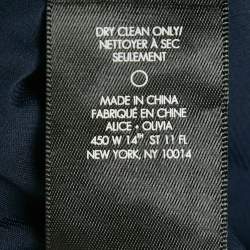 DRY CLEAN ONLY/
NETTOYER À SEC
SEULEMENT
MADE IN CHINA
FABRIQUÉ EN CHINE
ALICE • OLIVIA
450 W 14TH ST 11 FL
NEW YORK, NY 10014